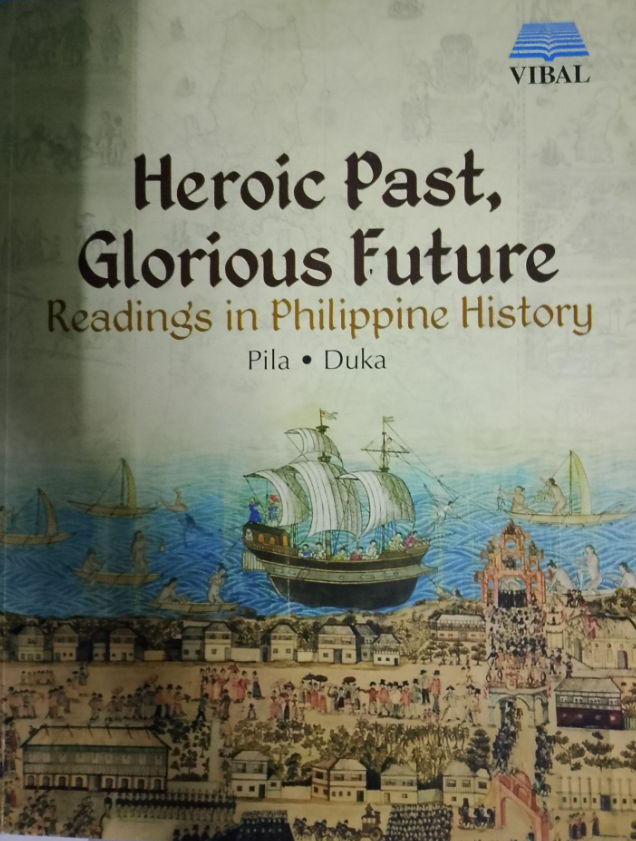 VIBAL
Heroic Past,
Glorious Future
Readings in Philippine History
Pila • Duka